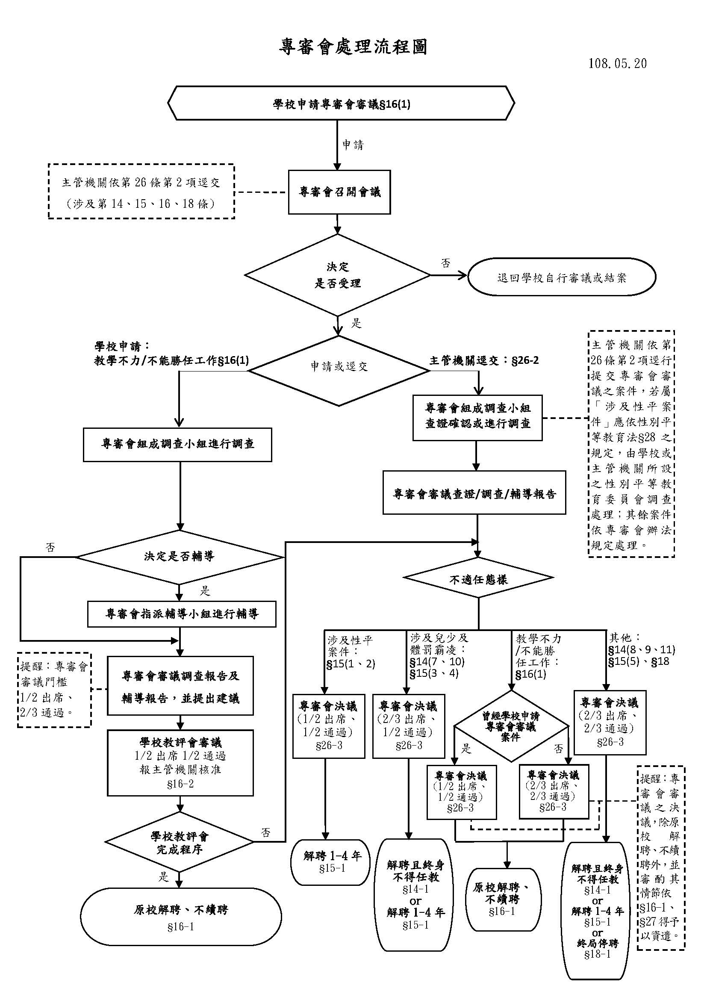 專審會處理流程圖
108.05.20
學校申請專審會審議§16(1)
申請
主管機關依第 26 條第 2 項逕交
（涉及第 14、15、16、18 條）
專審會召開會議
決定
是否受理
否
退回學校自行審議或結案
是
學校申請：
教學不力/不能勝任工作§16(1)
申請或逕交
主管機關逕交：§26-2
專審會組成調查小組
查證確認或進行調查
主管機關依第
26 條第 2 項逕行
提交專審會審
議之案件，若屬
「涉及性平案
件」應依性別平
等教育法§28 之
規定，由學校或
主管機關所設
之性別平等教
育委員會調查
處理；其餘案件
依專審會辦法
規定處理。
專審會組成調查小組進行調查
專審會審議查證/調查/輔導報告
否
決定是否輔導
是
專審會指派輔導小組進行輔導
不適任態樣
涉及性平
案件：
§15(1、2)
涉及兒少及
體罰霸凌：
§14(7、10)
§15(3、4)
教學不力
/不能勝
任工作：
§16(1)
其他：
§14(8、9、11)
§15(5)、§18
提醒：專審會
審議門檻
1/2 出席、
2/3 通過。
專審會審議調查報告及
輔導報告，並提出建議
專審會決議
（1/2 出席、
1/2 通過）
§26-3
專審會決議
（2/3 出席、
1/2 通過）
§26-3
曾經學校申請
專審會審議
案件
專審會決議
（2/3 出席、
2/3 通過）
§26-3
學校教評會審議
1/2 出席 1/2 通過
報主管機關核准
§16-2
是
否
專審會決議
（1/2 出席、
1/2 通過）
§26-3
專審會決議
（2/3 出席、
2/3 通過）
§26-3
提醒：專
審會審
議之決
議，除原
校解
聘、不續
聘外，並
審酌其
情節依
§16-1、
§27 得予
以資遣。
學校教評會
完成程序
否
是
原校解聘、不續聘
§16-1
解聘 1-4 年
§15-1
解聘且終身
不得任教
§14-1
or
解聘 1-4 年
§15-1
原校解聘、
不續聘
§16-1
解聘且終身
不得任教
§14-1
or
解聘 1-4 年
§15-1
or
終局停聘
§18-1